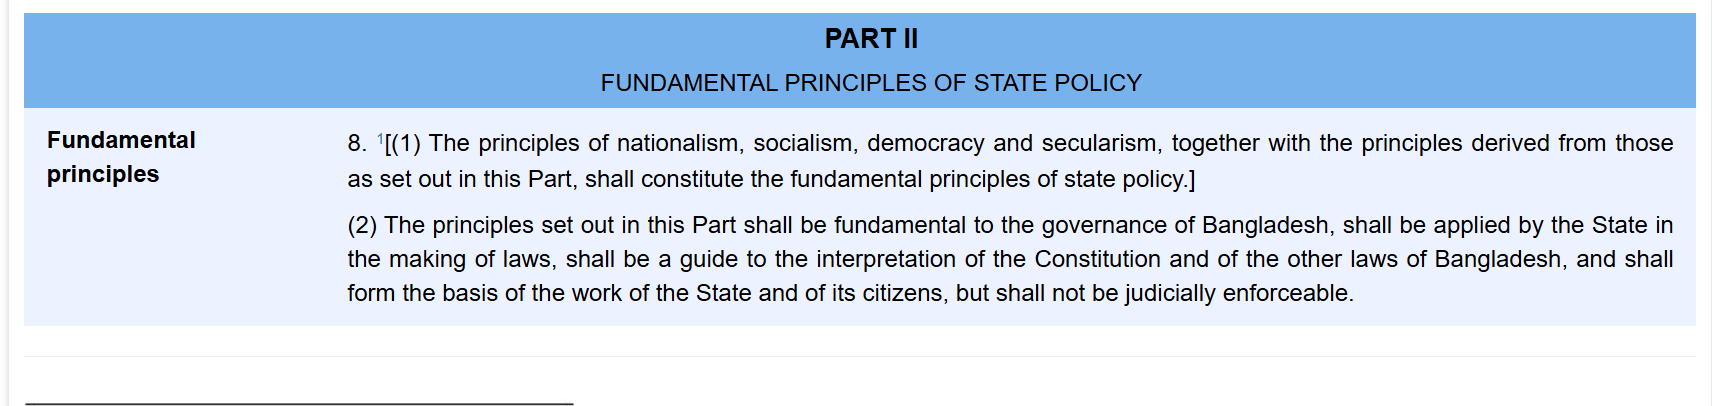 PART II
FUNDAMENTAL PRINCIPLES OF STATE POLICY
Fundamental
principles
8. ¹[(1) The principles of nationalism, socialism, democracy and secularism, together with the principles derived from those
as set out in this Part, shall constitute the fundamental principles of state policy.]
(2) The principles set out in this Part shall be fundamental to the governance of Bangladesh, shall be applied by the State in
the making of laws, shall be a guide to the interpretation of the Constitution and of the other laws of Bangladesh, and shall
form the basis of the work of the State and of its citizens, but shall not be judicially enforceable.